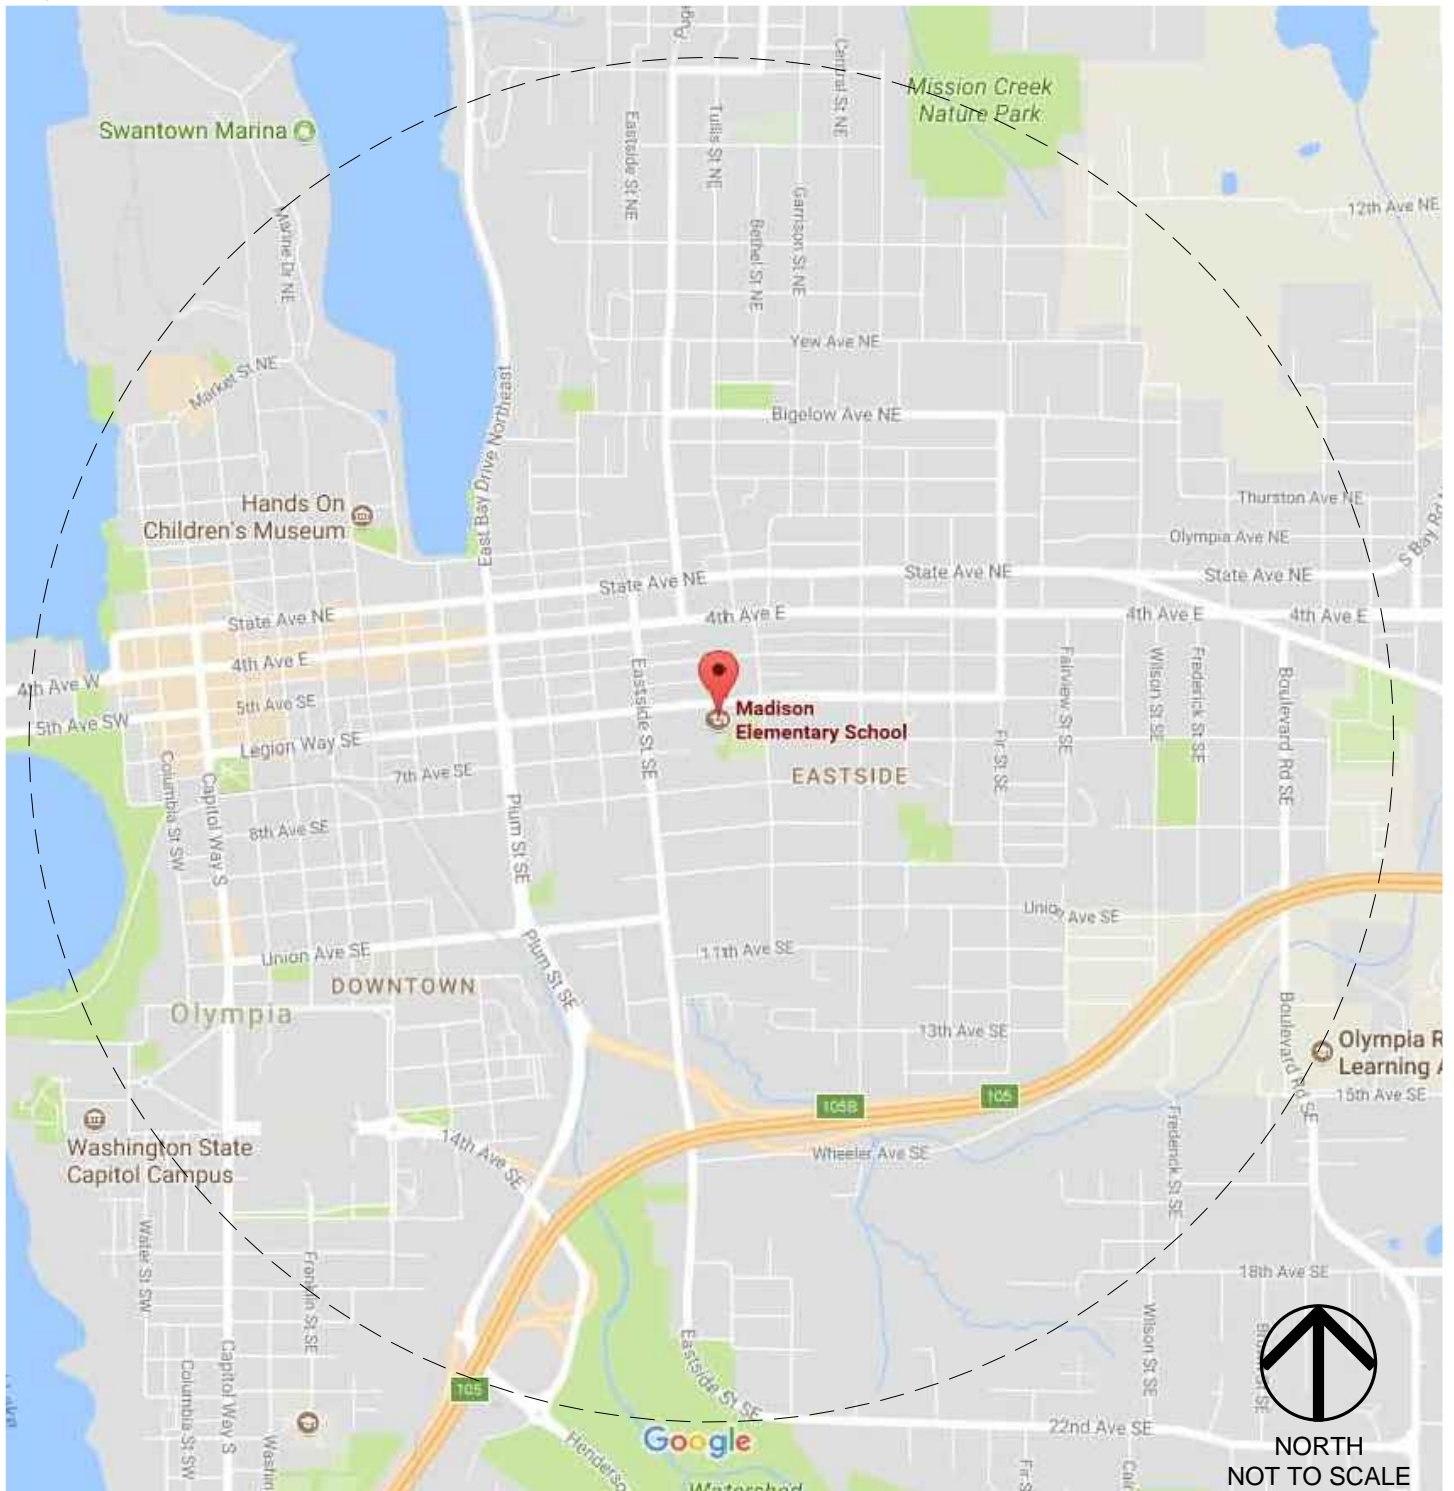 Central St NE
Mission Creek
Nature Park
Swantown Marina
Eastside St NE
Tullis St NE
12th Ave NE
Marine Dr NE
Bethel St NE
Garrison St NE
Yew Ave NE
Market St NE
Bigelow Ave NE
East Bay Drive Northeast
Hands On
Children's Museum
Thurston Ave NE
Olympia Ave NE
S Bay Rd
State Ave NE
State Ave NE
State Ave NE
State Ave NE
4th Ave E
4th Ave E
4th Ave E
4th Ave E
4th Ave W
5th Ave SW
5th Ave SE
Legion Way SE
Eastside St SE
Madison
Elementary School
EASTSIDE
Fairview St SE
Wilson St SE
Frederick St SE
Boulevard Rd SE
Fir St SE
7th Ave SE
8th Ave SE
Columbia St SW
Capitol Way S
Plum St SE
Union Ave SE
Union Ave SE
11th Ave SE
Plum St SE
DOWNTOWN
Olympia
13th Ave SE
Boulevard Rd SE
Olympia R
Learning A
15th Ave SE
105B
105
Washington State
Capitol Campus
14th Ave SE
Wheeler Ave SE
Frederick St SE
Water St SW
Franklin St SE
18th Ave SE
Wilson St SE
Capitol Way S
Columbia St SW
Eastside St SE
105
22nd Ave SE
Google
Henderso
Washin
Watershed
Fir S
Lake
NORTH
NOT TO SCALE